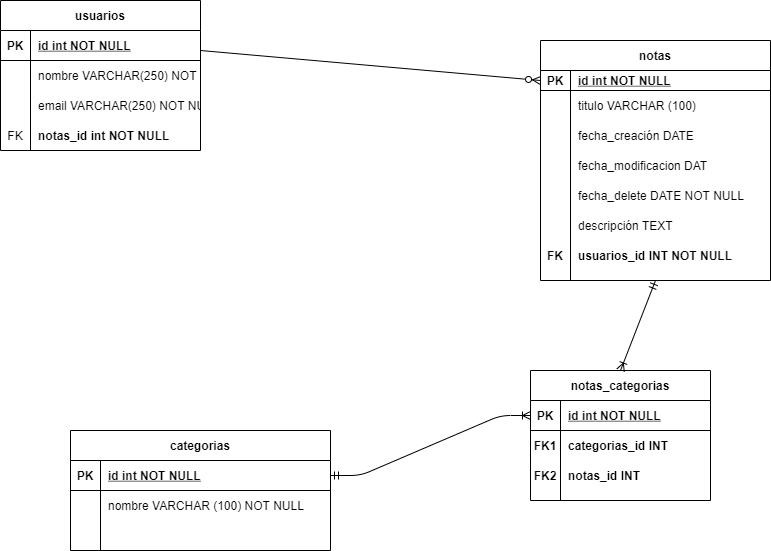 usuarios
PK id int NOT NULL
nombre VARCHAR(250) NOT
email VARCHAR(250) NOT NU
FK notas_id int NOT NULL
notas
PK id int NOT NULL
titulo VARCHAR (100)
fecha_creación DATE
fecha_modificacion DAT
fecha_delete DATE NOT NULL
descripción TEXT
FK usuarios_id INT NOT NULL
notas_categorias
PK id int NOT NULL
FK1 categorias_id INT
FK2 notas_id INT
categorias
PK id int NOT NULL
nombre VARCHAR (100) NOT NULL